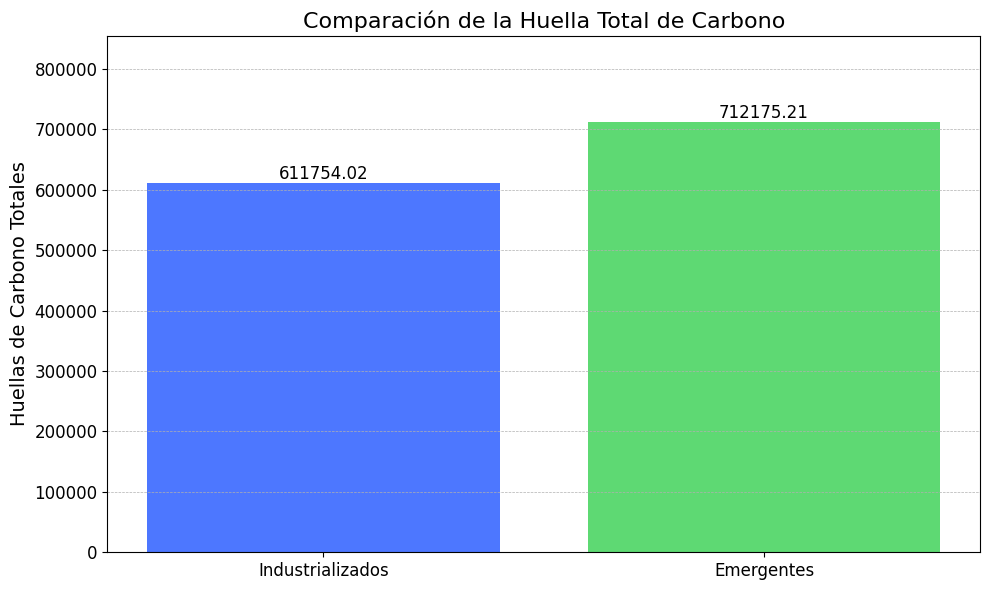 Comparación de la Huella Total de Carbono
Huellas de Carbono Totales
800000
700000
600000
500000
400000
300000
200000
100000
0
611754.02
712175.21
Industrializados
Emergentes